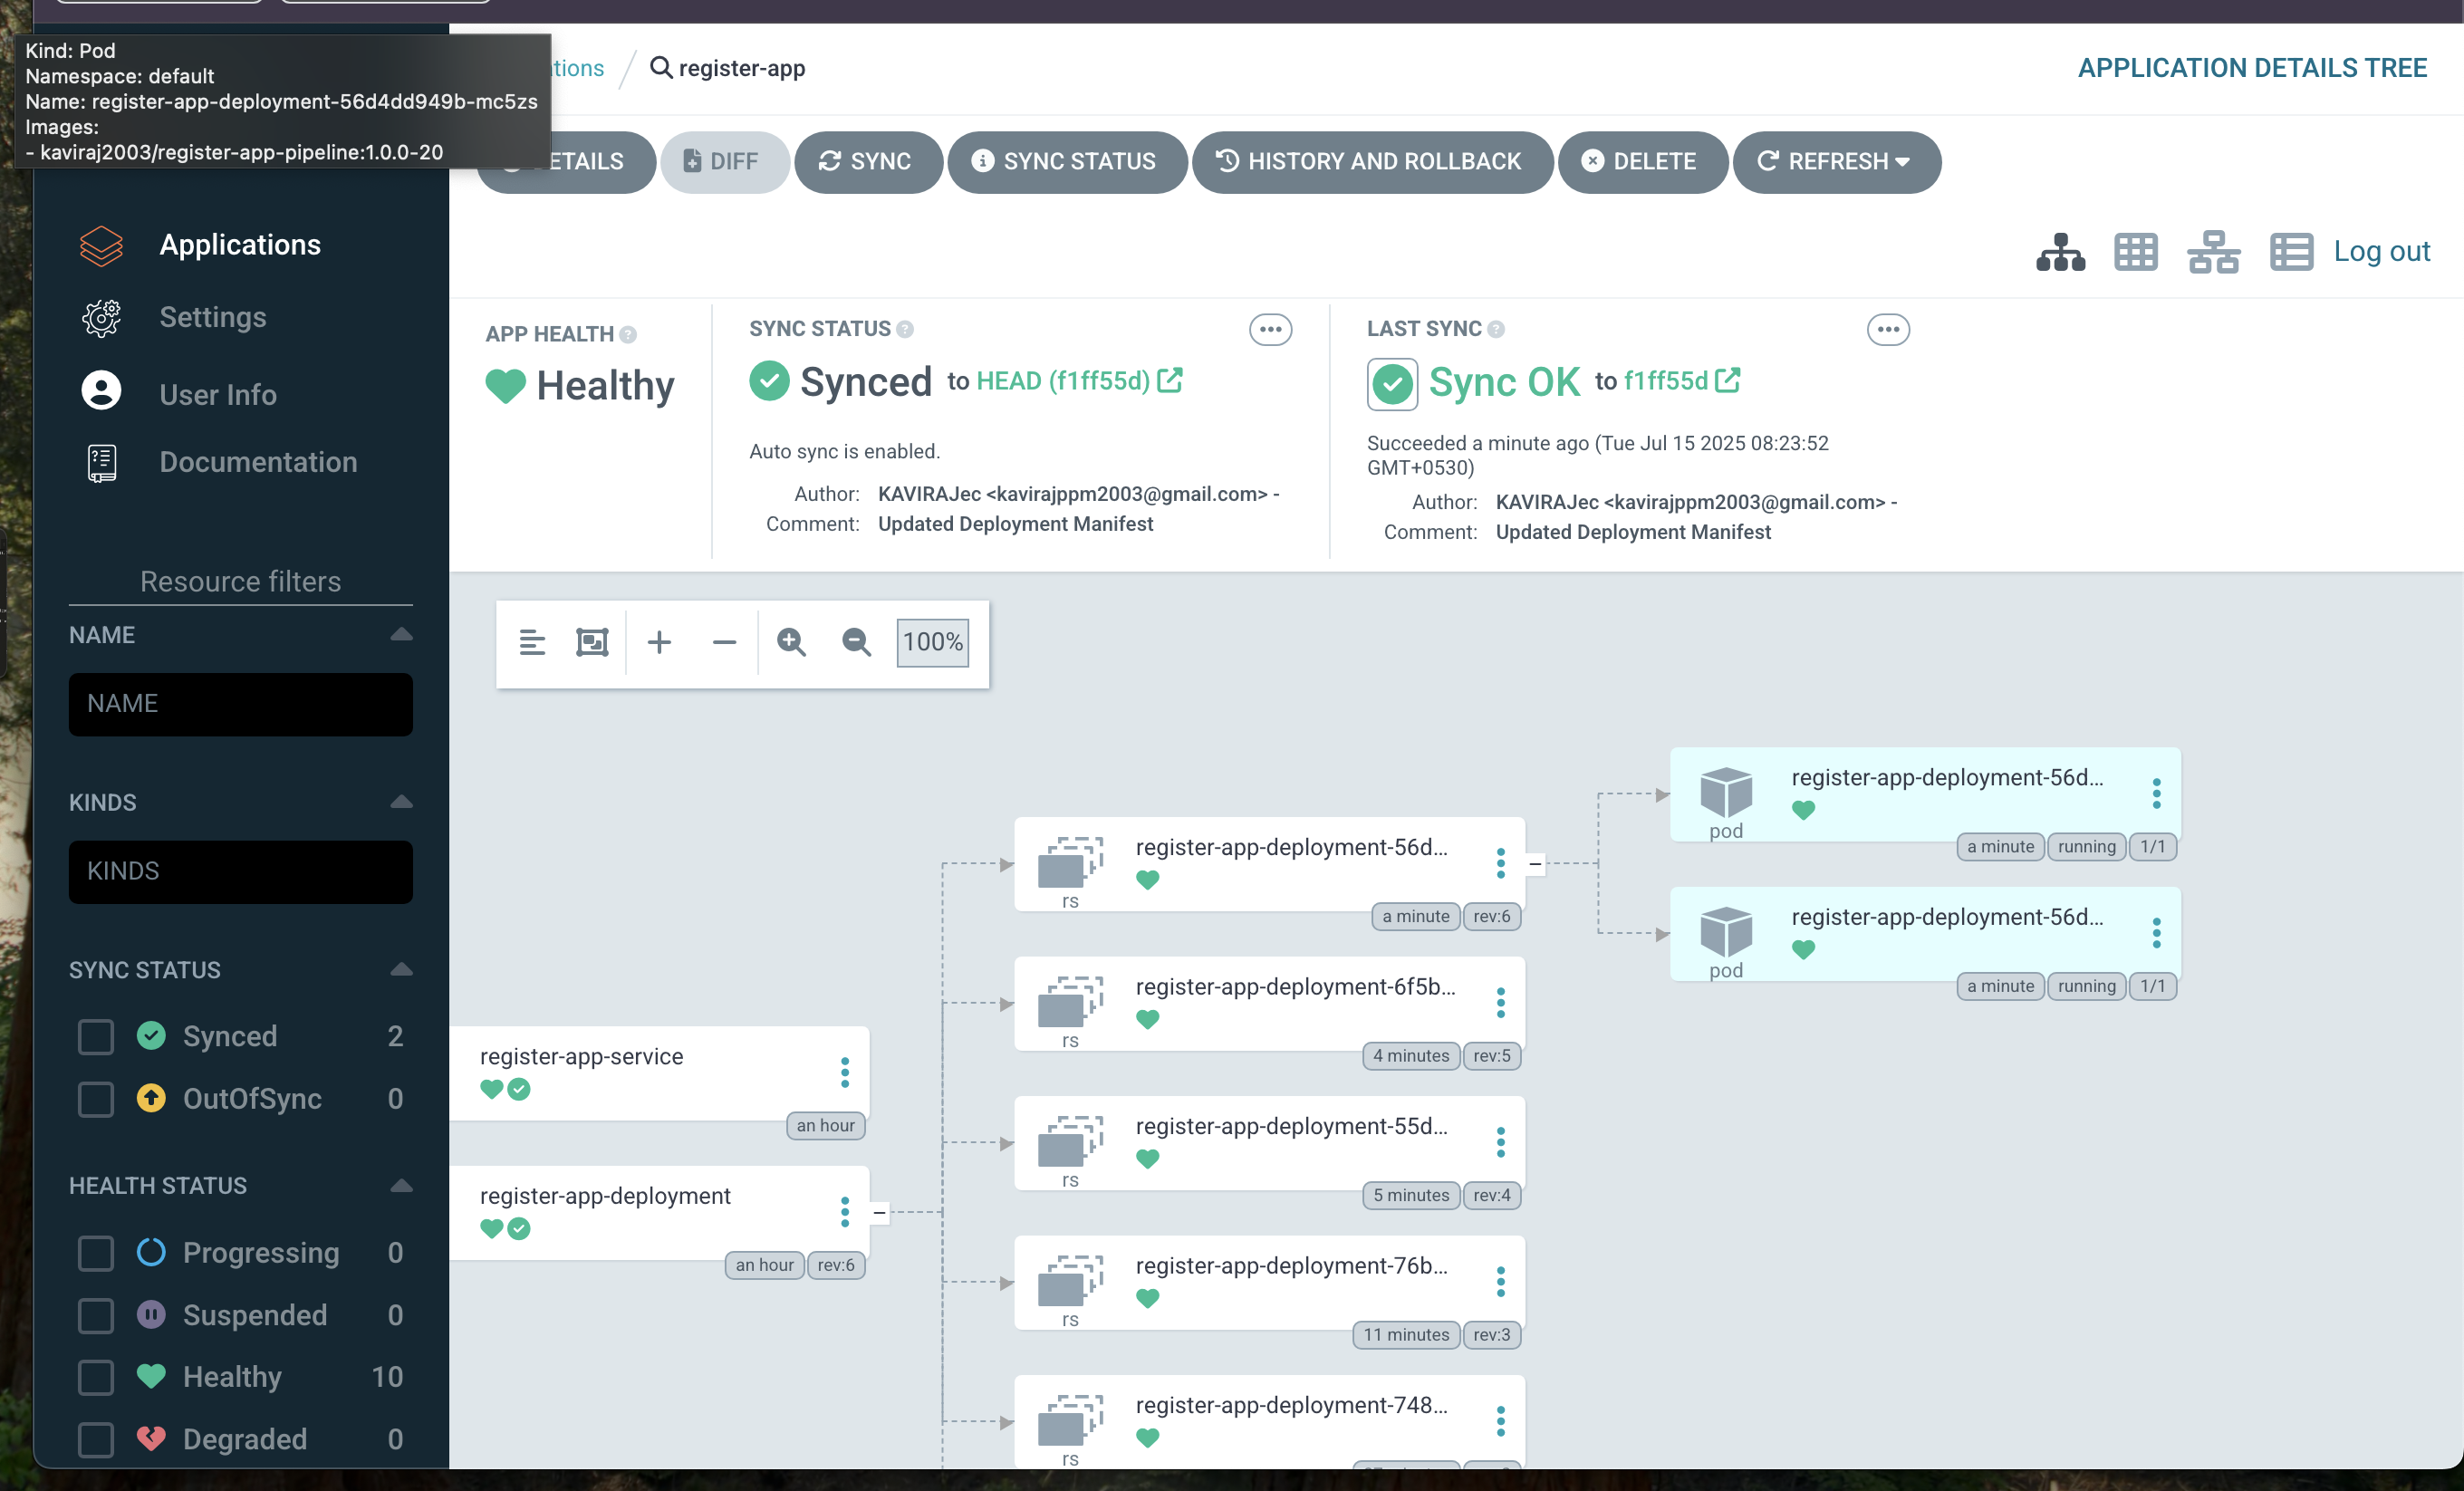 Kind: Pod
Namespace: default
Name: register-app-deployment-56d4dd949b-mc5zs
Images:
- kaviraj2003/register-app-pipeline:1.0.0-20
tions / register-app
APPLICATION DETAILS TREE
ETAILS
DIFF
SYNC
SYNC STATUS
HISTORY AND ROLLBACK
DELETE
REFRESH
Log out
Applications
Settings
User Info
Documentation
Resource filters
NAME
NAME
KINDS
KINDS
SYNC STATUS
Synced 2
OutOfSync 0
HEALTH STATUS
Progressing 0
Suspended 0
Healthy 10
Degraded 0
APP HEALTH
Healthy
SYNC STATUS
Synced to HEAD (f1ff55d)
Auto sync is enabled.
Author: KAVIRAJec <kavirajppm2003@gmail.com> -
Comment: Updated Deployment Manifest
LAST SYNC
Sync OK to f1ff55d
Succeeded a minute ago (Tue Jul 15 2025 08:23:52
GMT+0530)
Author: KAVIRAJec <kavirajppm2003@gmail.com> -
Comment: Updated Deployment Manifest
100%
register-app-service
an hour
register-app-deployment
an hour rev:6
register-app-deployment-56d...
rs
a minute rev:6
register-app-deployment-6f5b...
rs
4 minutes rev:5
register-app-deployment-55d...
rs
5 minutes rev:4
register-app-deployment-76b...
rs
11 minutes rev:3
register-app-deployment-748...
rs
register-app-deployment-56d...
pod
a minute running 1/1
register-app-deployment-56d...
pod
a minute running 1/1